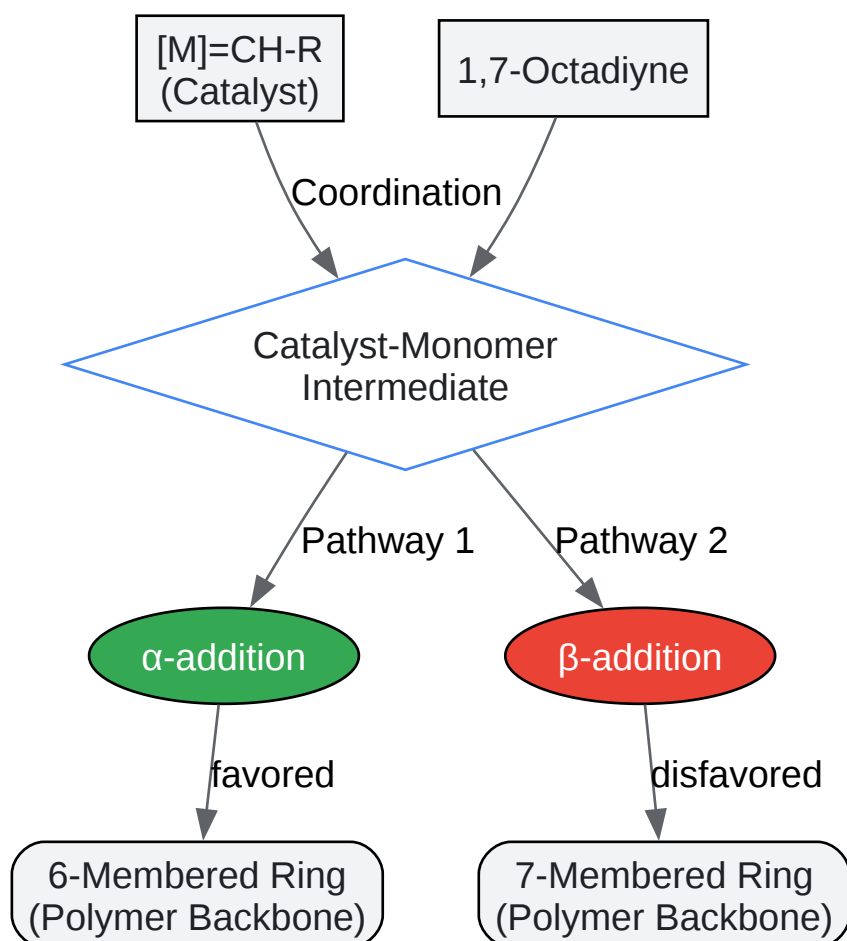 [M]=CH-R
(Catalyst)
1,7-Octadiyne
Coordination
Catalyst-Monomer
Intermediate
Pathway 1
Pathway 2
α-addition
β-addition
favored
disfavored
6-Membered Ring
(Polymer Backbone)
7-Membered Ring
(Polymer Backbone)